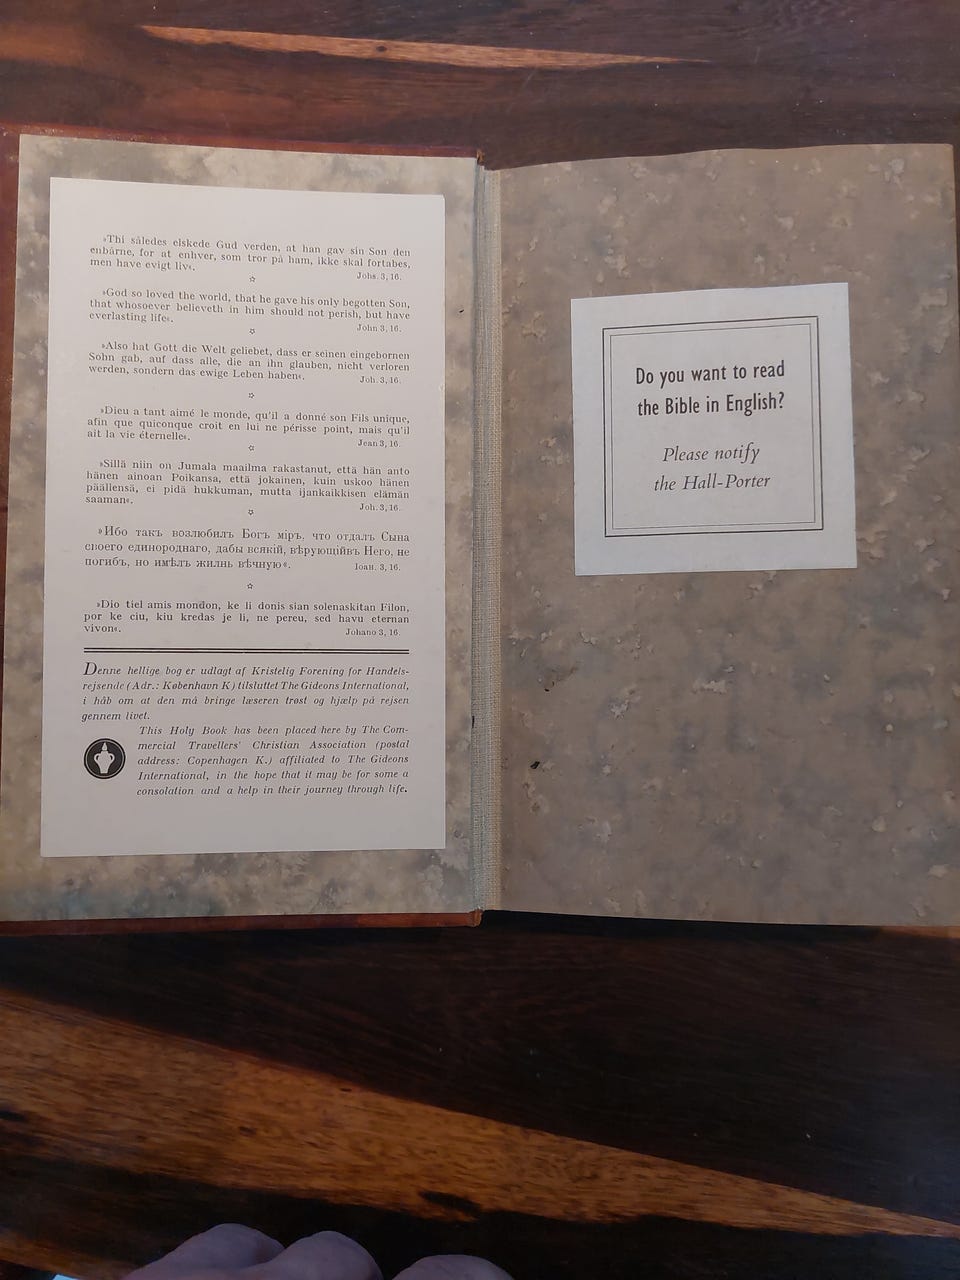 »Thi således elskede Gud verden, at han gav sin Søn den
enbårne, for at enhver, som tror på ham, ikke skal fortabes,
men have evigt liv«.
Johs. 3, 16.
»God so loved the world, that he gave his only begotten Son,
that whosoever believeth in him should not perish, but have
everlasting life«.
John 3, 16.
»Also hat Gott die Welt geliebet, dass er seinen eingebornen
Sohn gab, auf dass alle, die an ihn glauben, nicht verloren
werden, sondern das ewige Leben haben«.
Joh. 3, 16.
»Dieu a tant aimé le monde, qu'il a donné son Fils unique,
afin que quiconque croit en lui ne périsse point, mais qu'il
ait la vie éternelle«.
Jean 3, 16.
»Sillä niin on Jumala maailma rakastanut, että hän anto
hänen ainoan Poikansa, että jokainen, kuin uskoo hänen
päällensä, ei pidä hukkuman, mutta ijankaikkisen elämän
saaman«.
Joh. 3, 16.
»Ибо такъ возлюбилъ Богъ мiръ, что отдалъ Сына
своего единороднаго, дабы всякiй, вѣрующiйвъ Него, не
погибъ, но имѣлъ жилнь вѣчную«.
Iоан. 3, 16.
»Dio tiel amis mondon, ke li donis sian solenaskitan Filon,
por ke ciu, kiu kredas je li, ne pereu, sed havu eternan
vivon«.
Johano 3, 16.
Denne hellige bog er udlagt af Kristelig Forening for Handels-
rejsende (Adr.: København K) tilsluttet The Gideons International,
i håb om at den må bringe læseren trøst og hjælp på rejsen
gennem livet.
This Holy Book has been placed here by The Com-
mercial Travellers' Christian Association (postal
address: Copenhagen K.) affiliated to The Gideons
International, in the hope that it may be for some a
consolation and a help in their journey through life.
Do you want to read
the Bible in English?
Please notify
the Hall-Porter